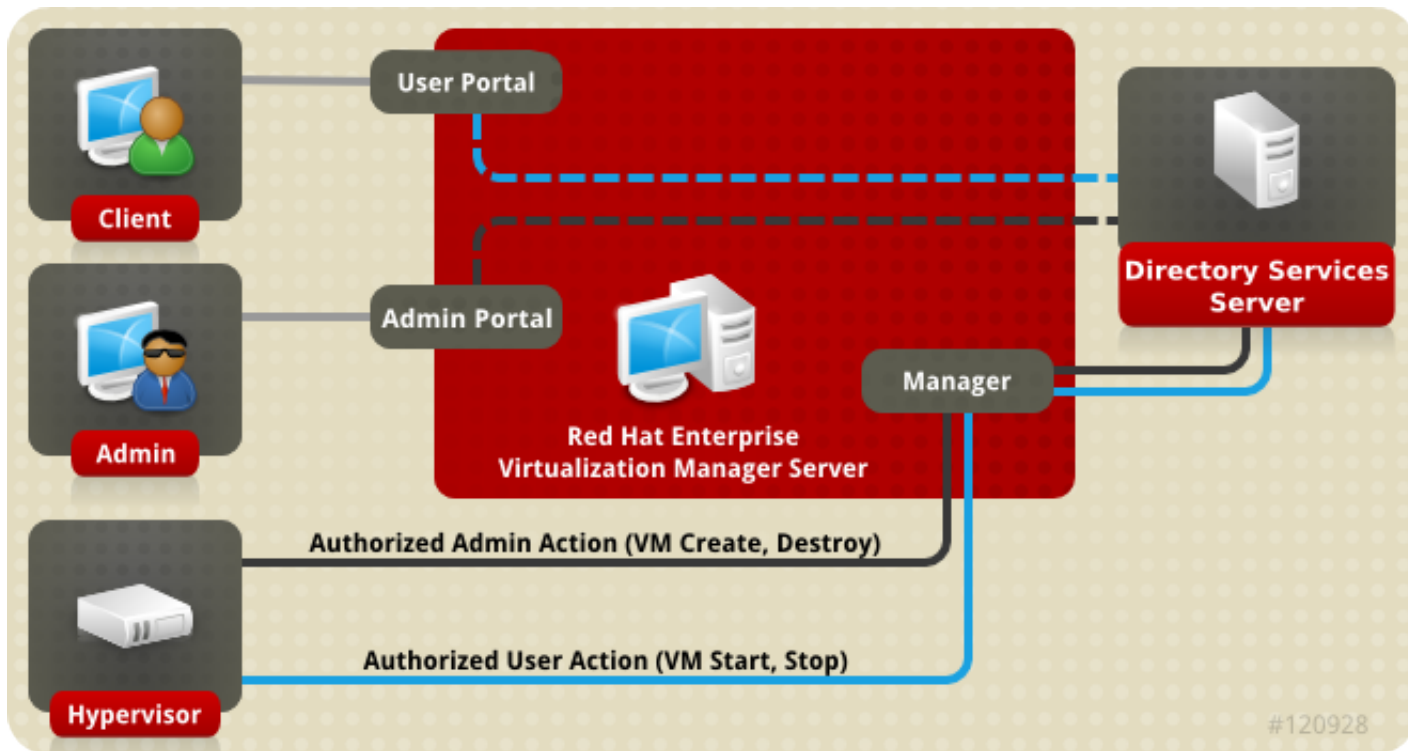 User Portal
Client
Directory Services
Server
Admin Portal
Manager
Admin
Red Hat Enterprise
Virtualization Manager Server
Authorized Admin Action (VM Create, Destroy)
Authorized User Action (VM Start, Stop)
Hypervisor
#120928